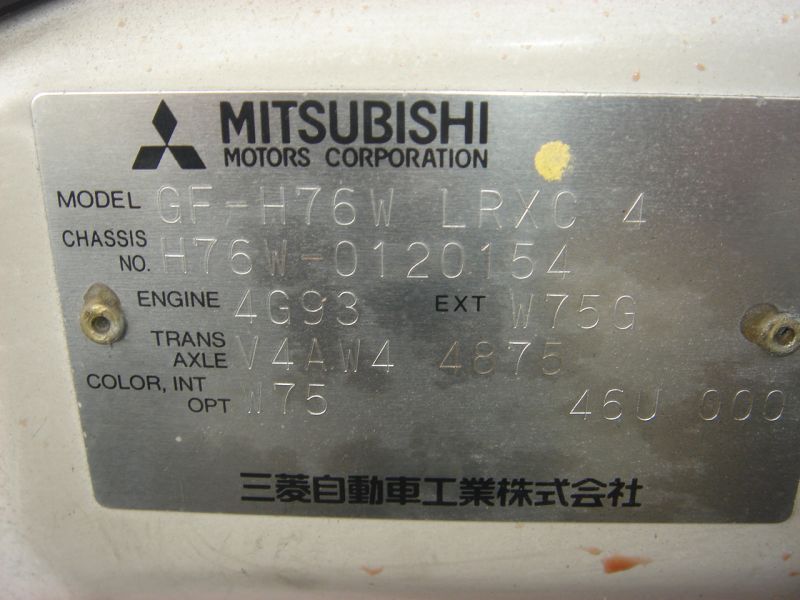 MITSUBISHI
MOTORS CORPORATION
MODEL GF-H76W LRXC 4
CHASSIS NO. H76W-0120154
ENGINE 4G93 EXT W75G
TRANS AXLE V4AW4 4875
COLOR, INT OPT W75 46U 000
三菱自動車工業株式会社